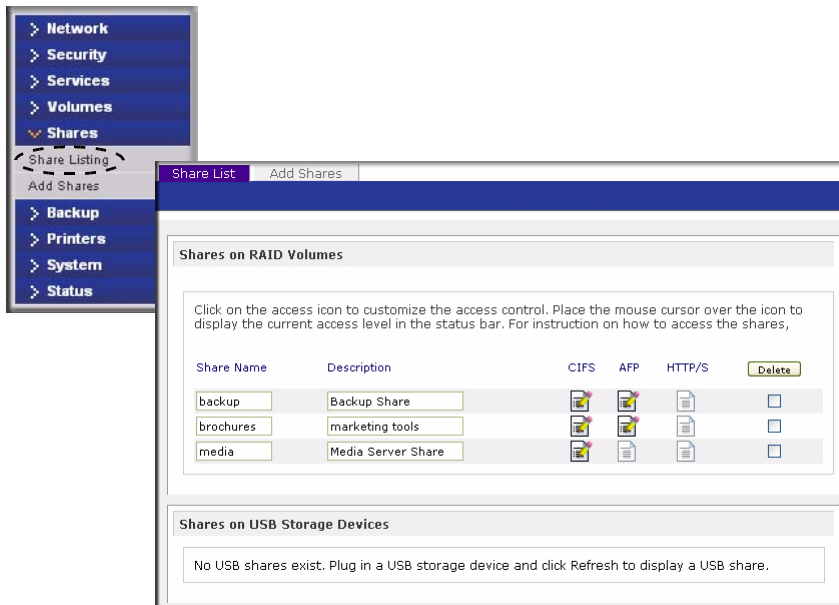 Network
Security
Services
Volumes
Shares
Share Listing
Add Shares
Backup
Printers
System
Status
Share List Add Shares
Shares on RAID Volumes
Click on the access icon to customize the access control. Place the mouse cursor over the icon to
display the current access level in the status bar. For instruction on how to access the shares,
Share Name Description CIFS AFP HTTP/S Delete
backup Backup Share
brochures marketing tools
media Media Server Share
Shares on USB Storage Devices
No USB shares exist. Plug in a USB storage device and click Refresh to display a USB share.